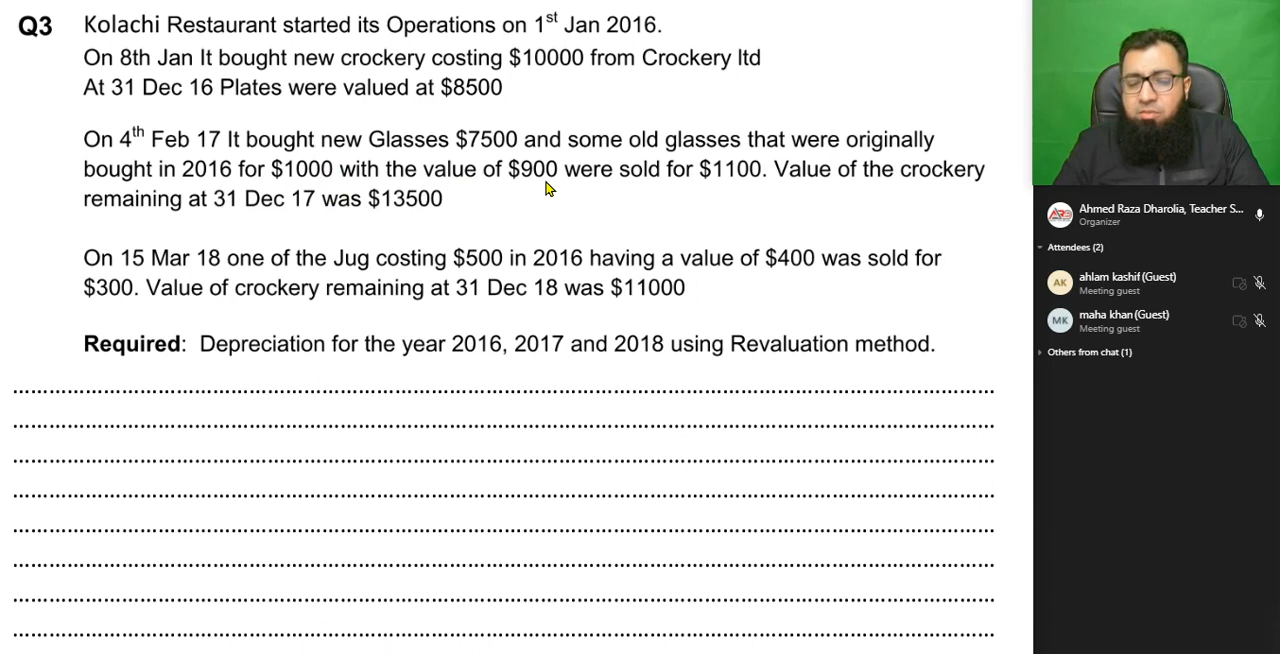 Q3 Kolachi Restaurant started its Operations on 1st Jan 2016.
On 8th Jan It bought new crockery costing $10000 from Crockery ltd
At 31 Dec 16 Plates were valued at $8500
On 4th Feb 17 It bought new Glasses $7500 and some old glasses that were originally
bought in 2016 for $1000 with the value of $900 were sold for $1100. Value of the crockery
remaining at 31 Dec 17 was $13500
On 15 Mar 18 one of the Jug costing $500 in 2016 having a value of $400 was sold for
$300. Value of crockery remaining at 31 Dec 18 was $11000
Required: Depreciation for the year 2016, 2017 and 2018 using Revaluation method.
Ahmed Raza Dharolia, Teacher S...
Organizer
Attendees (2)
AK ahlam kashif (Guest)
Meeting guest
MK maha khan (Guest)
Meeting guest
Others from chat (1)